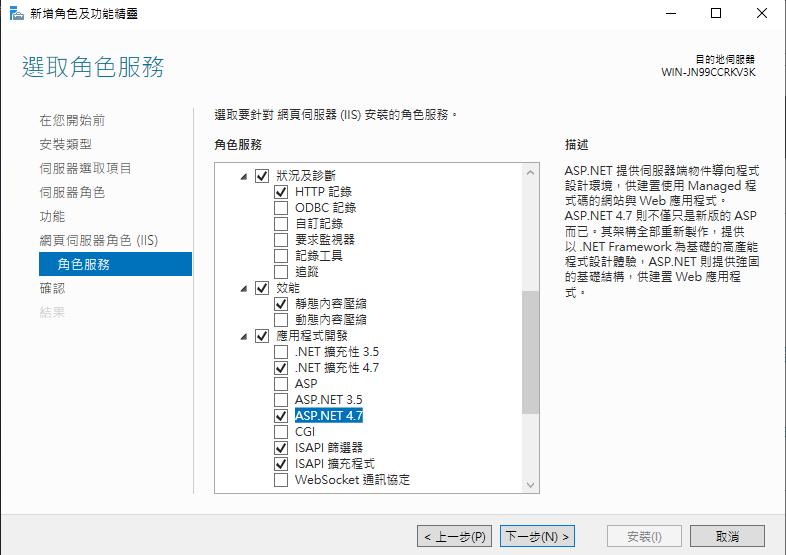 新增角色及功能精靈
選取角色服務
目的地伺服器
WIN-JN99CCRKV3K
在您開始前
安裝類型
伺服器選取項目
伺服器角色
功能
網頁伺服器角色 (IIS)
角色服務
確認
結果
選取要針對 網頁伺服器 (IIS) 安裝的角色服務。
角色服務
狀況及診斷
HTTP 記錄
ODBC 記錄
自訂記錄
要求監視器
記錄工具
追蹤
效能
靜態內容壓縮
動態內容壓縮
應用程式開發
.NET 擴充性 3.5
.NET 擴充性 4.7
ASP
ASP.NET 3.5
ASP.NET 4.7
CGI
ISAPI 篩選器
ISAPI 擴充程式
WebSocket 通訊協定
描述
ASP.NET 提供伺服器端物件導向程式
設計環境，供建置使用 Managed 程
式碼的網站與 Web 應用程式。
ASP.NET 4.7 則不僅只是新版的 ASP
而已。其架構全部重新製作，提供
以 .NET Framework 為基礎的高產能
程式設計體驗，ASP.NET 則提供強固
的基礎結構，供建置 Web 應用程
式。
< 上一步(P)
下一步(N) >
安裝(I)
取消